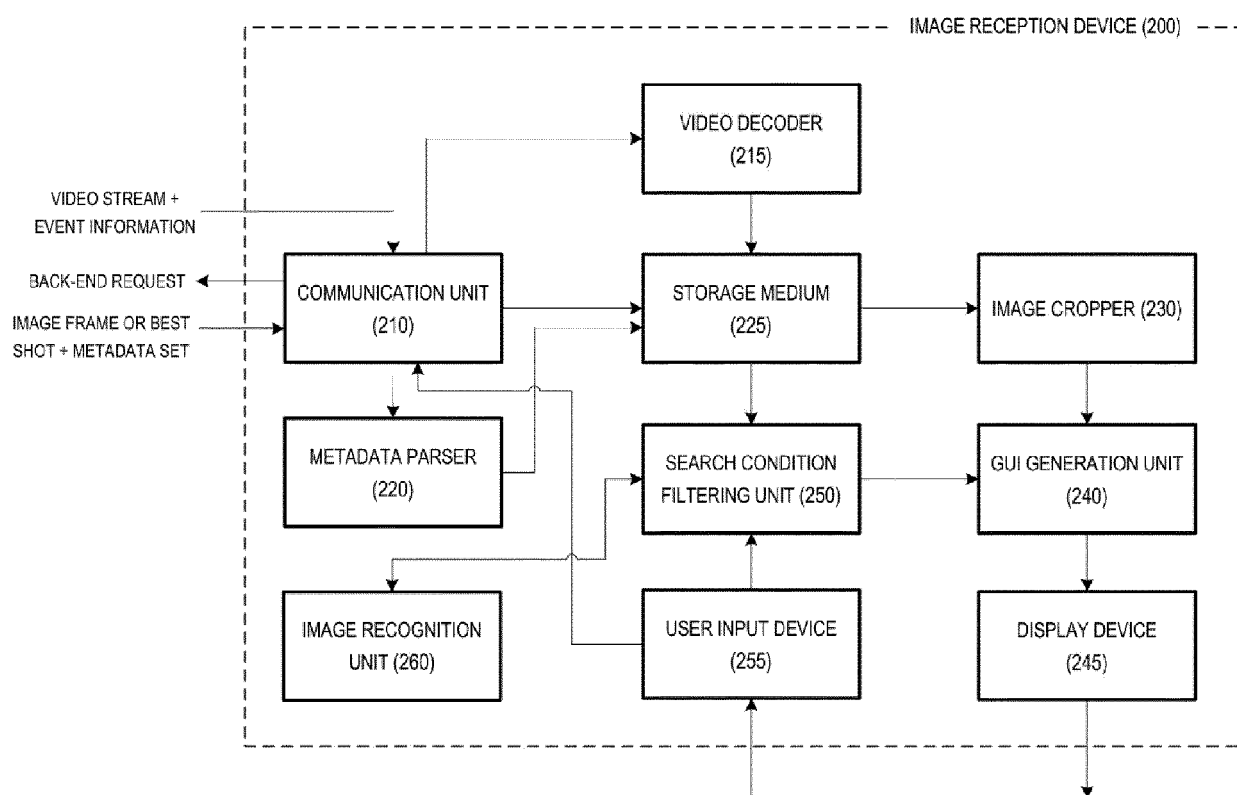 IMAGE RECEPTION DEVICE (200)
VIDEO DECODER
(215)
VIDEO STREAM +
EVENT INFORMATION
BACK-END REQUEST
IMAGE FRAME OR BEST
SHOT + METADATA SET
COMMUNICATION UNIT
(210)
STORAGE MEDIUM
(225)
IMAGE CROPPER (230)
METADATA PARSER
(220)
SEARCH CONDITION
FILTERING UNIT (250)
GUI GENERATION UNIT
(240)
IMAGE RECOGNITION
UNIT (260)
USER INPUT DEVICE
(255)
DISPLAY DEVICE
(245)